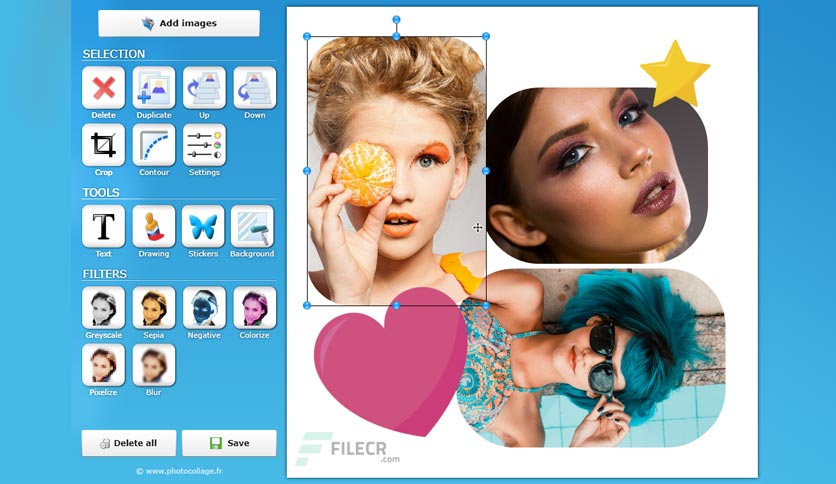 Add images
SELECTION
Delete Duplicate Up Down
Crop Contour Settings
TOOLS
T
Text Drawing Stickers Background
FILTERS
Greyscale Sepia Negative Colorize
Pixelize Blur
Delete all Save
© www.photocollage.fr
FILECR
.com